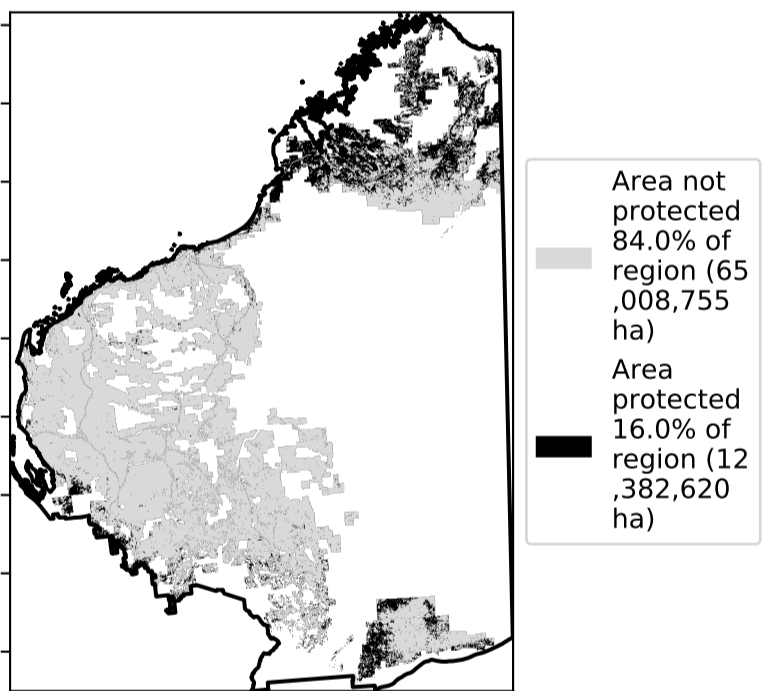 Area not
protected
84.0% of
region (65
,008,755
ha)
Area
protected
16.0% of
region (12
,382,620
ha)